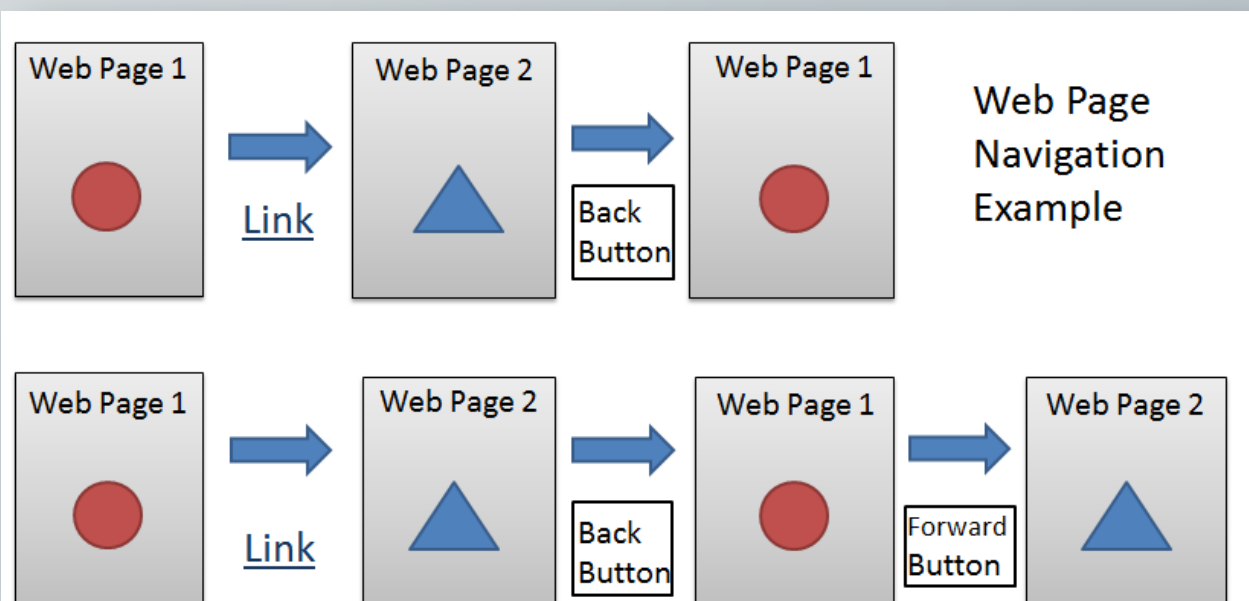 Web Page 1
Web Page 2
Web Page 1
Link
Back
Button
Web Page
Navigation
Example
Web Page 1
Web Page 2
Web Page 1
Web Page 2
Link
Back
Button
Forward
Button